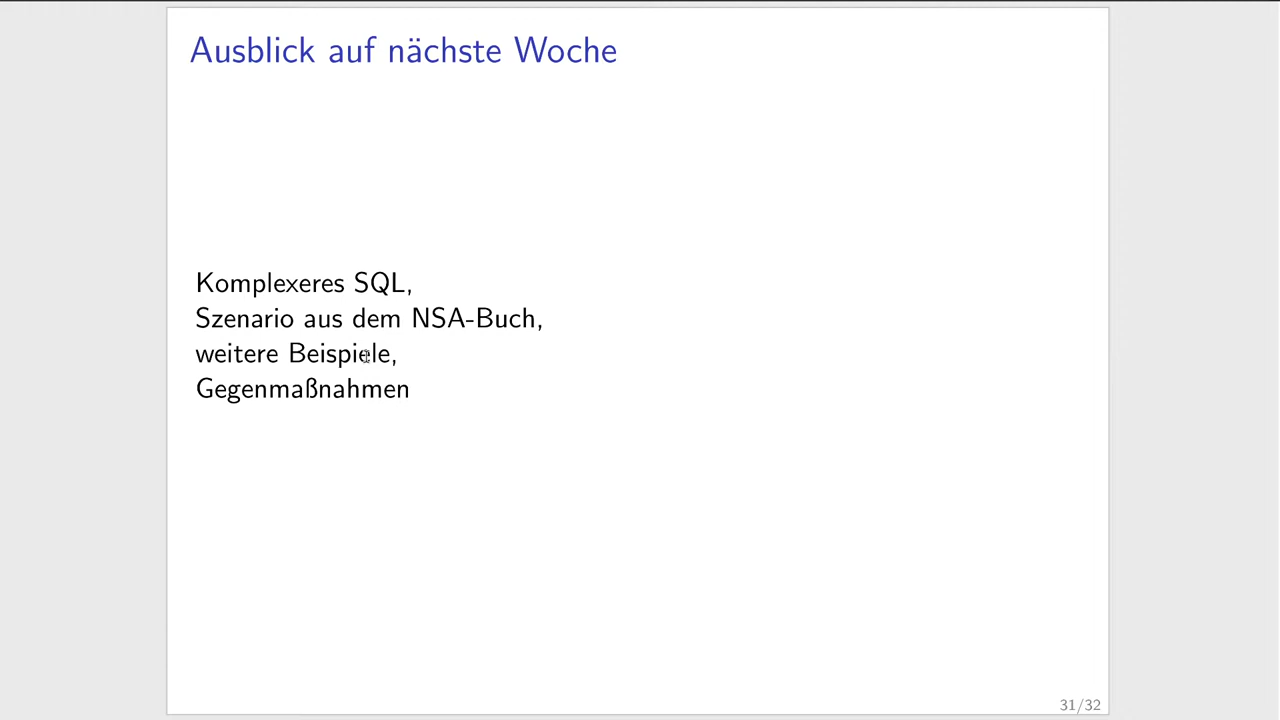 Ausblick auf nächste Woche
Komplexeres SQL,
Szenario aus dem NSA-Buch,
weitere Beispiele,
Gegenmaßnahmen
31/32